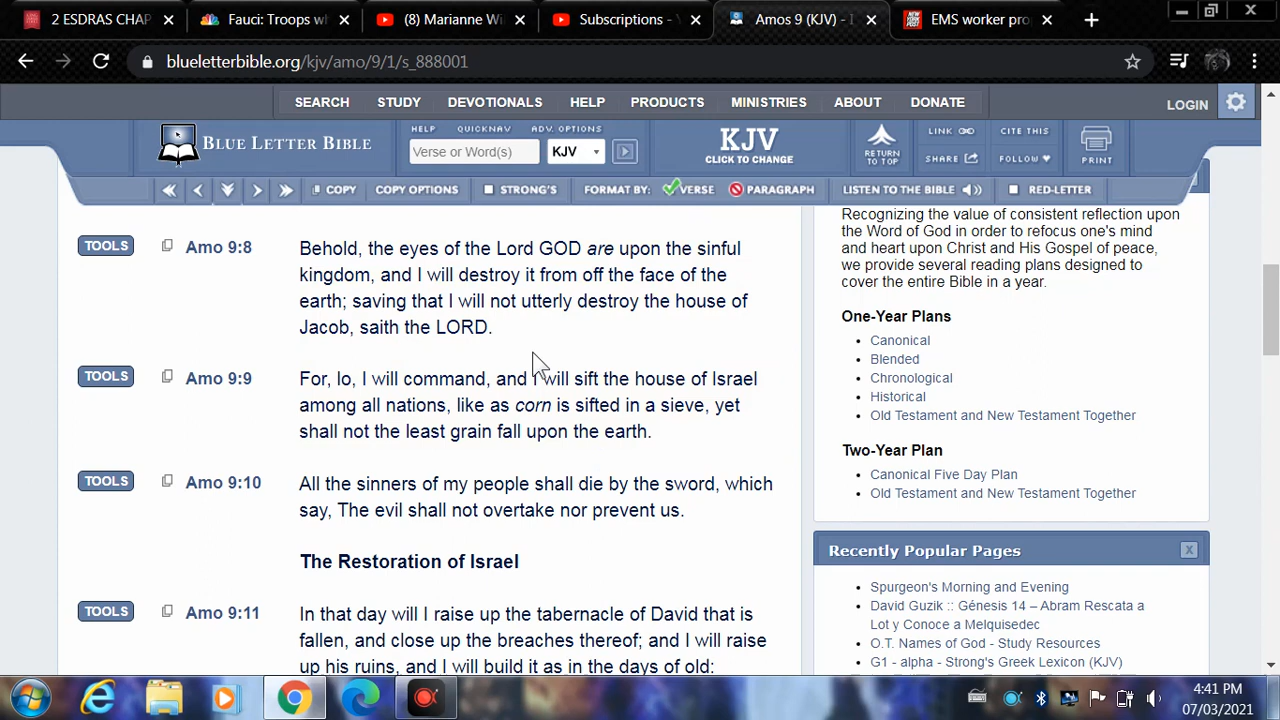 2 ESDRAS CHAP
Fauci: Troops wh
(8) Marianne Wi
Subscriptions - Y
Amos 9 (KJV) - 
EMS worker pro
blueletterbible.org/kjv/amo/9/1/s_888001
SEARCH STUDY DEVOTIONALS HELP PRODUCTS MINISTRIES ABOUT DONATE LOGIN
BLUE LETTER BIBLE
HELP QUICKNAV ADV. OPTIONS
Verse or Word(s) KJV
KJV
CLICK TO CHANGE
RETURN
TO TOP
LINK CITE THIS
SHARE FOLLOW
PRINT
COPY COPY OPTIONS STRONG'S FORMAT BY: VERSE PARAGRAPH LISTEN TO THE BIBLE RED-LETTER
TOOLS Amo 9:8 Behold, the eyes of the Lord GOD are upon the sinful
kingdom, and I will destroy it from off the face of the
earth; saving that I will not utterly destroy the house of
Jacob, saith the LORD.
TOOLS Amo 9:9 For, lo, I will command, and I will sift the house of Israel
among all nations, like as corn is sifted in a sieve, yet
shall not the least grain fall upon the earth.
TOOLS Amo 9:10 All the sinners of my people shall die by the sword, which
say, The evil shall not overtake nor prevent us.
The Restoration of Israel
TOOLS Amo 9:11 In that day will I raise up the tabernacle of David that is
fallen, and close up the breaches thereof; and I will raise
up his ruins, and I will build it as in the days of old:
Recognizing the value of consistent reflection upon
the Word of God in order to refocus one's mind
and heart upon Christ and His Gospel of peace,
we provide several reading plans designed to
cover the entire Bible in a year.
One-Year Plans
Canonical
Blended
Chronological
Historical
Old Testament and New Testament Together
Two-Year Plan
Canonical Five Day Plan
Old Testament and New Testament Together
Recently Popular Pages X
Spurgeon's Morning and Evening
David Guzik :: Génesis 14 – Abram Rescata a
Lot y Conoce a Melquisedec
O.T. Names of God - Study Resources
G1 - alpha - Strong's Greek Lexicon (KJV)
4:41 PM
07/03/2021